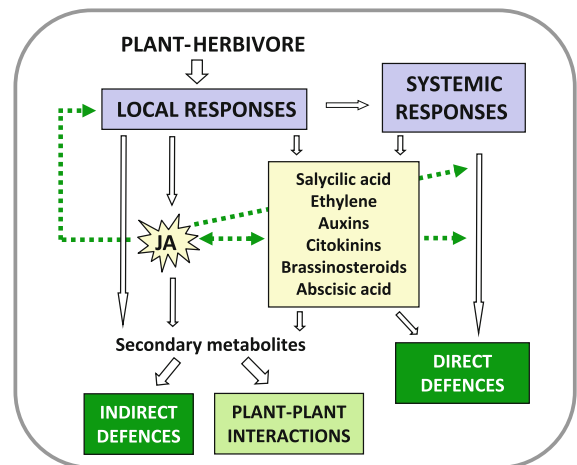 PLANT-HERBIVORE
LOCAL RESPONSES
SYSTEMIC
RESPONSES
Salycilic acid
Ethylene
Auxins
Citokinins
Brassinosteroids
Abscisic acid
JA
Secondary metabolites
DIRECT
DEFENCES
INDIRECT
DEFENCES
PLANT-PLANT
INTERACTIONS